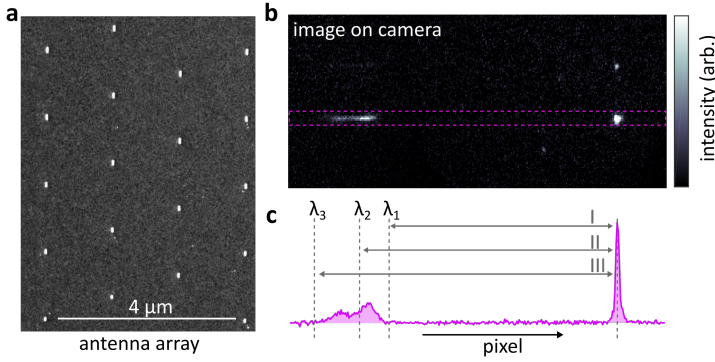 a
4 μm
antenna array
b
image on camera
intensity (arb.)
c
λ3 λ2 λ1
I
II
III
pixel